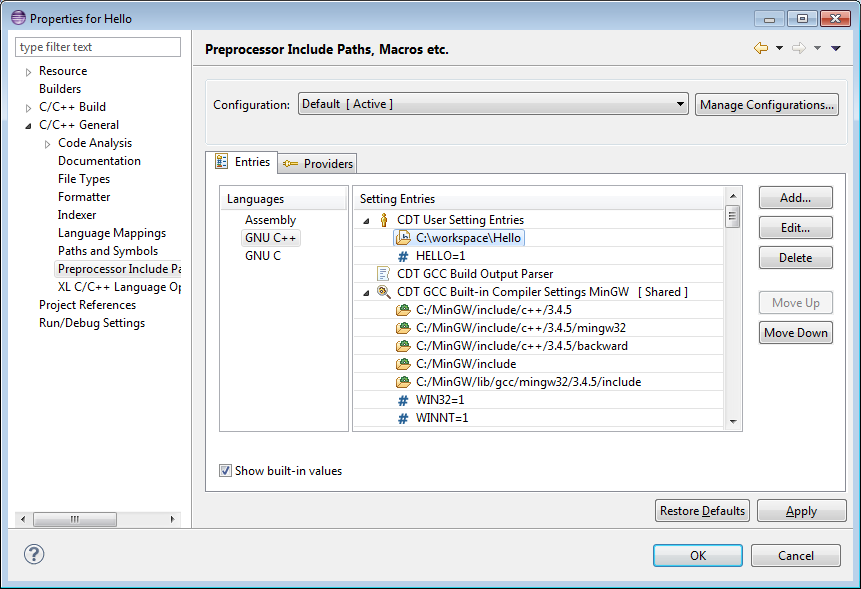 Properties for Hello
type filter text
Resource
Builders
C/C++ Build
C/C++ General
Code Analysis
Documentation
File Types
Formatter
Indexer
Language Mappings
Paths and Symbols
Preprocessor Include Pa
XL C/C++ Language Op
Project References
Run/Debug Settings
Preprocessor Include Paths, Macros etc.
Configuration: Default [ Active ] Manage Configurations...
Entries Providers
Languages
Assembly
GNU C++
GNU C
Setting Entries
CDT User Setting Entries
C:\workspace\Hello
# HELLO=1
CDT GCC Build Output Parser
CDT GCC Built-in Compiler Settings MinGW [ Shared ]
C:/MinGW/include/c++/3.4.5
C:/MinGW/include/c++/3.4.5/mingw32
C:/MinGW/include/c++/3.4.5/backward
C:/MinGW/include
C:/MinGW/lib/gcc/mingw32/3.4.5/include
# WIN32=1
# WINNT=1
Add...
Edit...
Delete
Move Up
Move Down
Show built-in values
Restore Defaults Apply
? OK Cancel